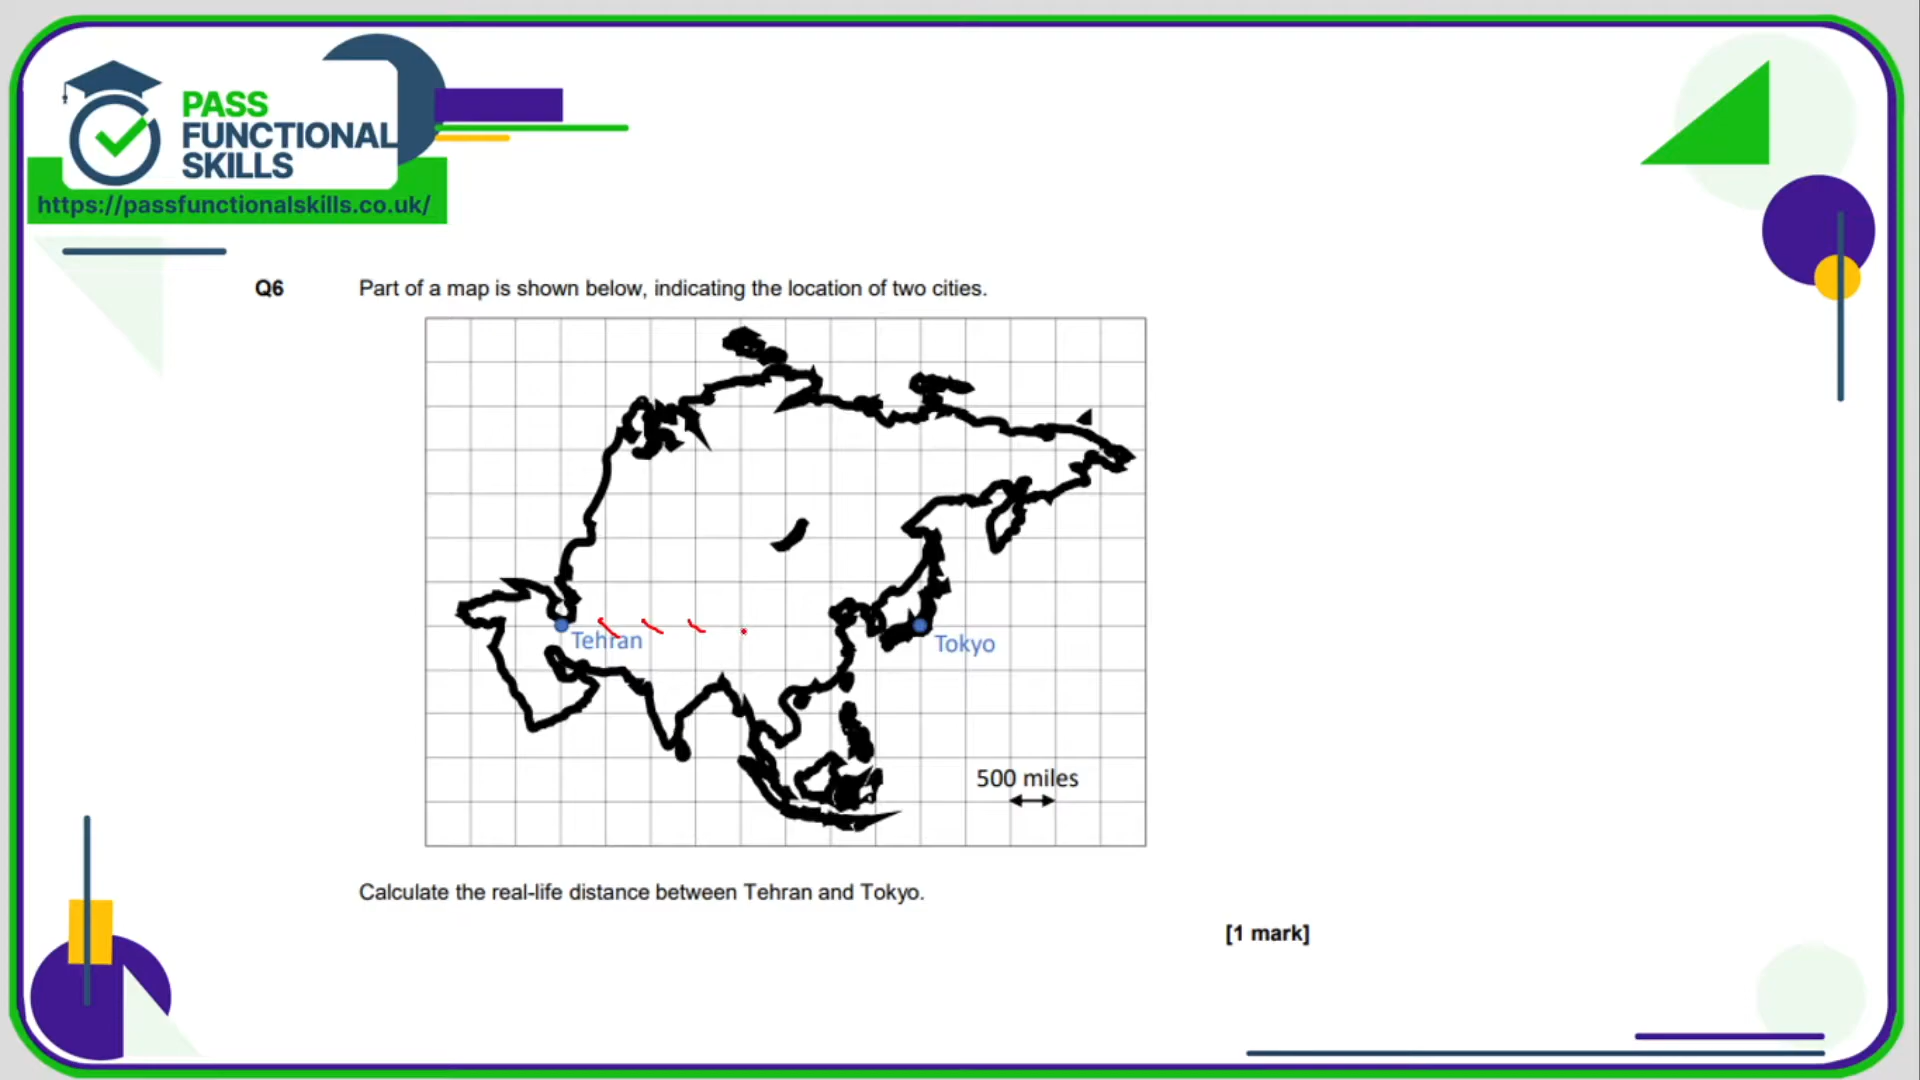 PASS
FUNCTIONAL
SKILLS
https://passfunctionalskills.co.uk/
Q6 Part of a map is shown below, indicating the location of two cities.
Tehran
Tokyo
500 miles
Calculate the real-life distance between Tehran and Tokyo.
[1 mark]